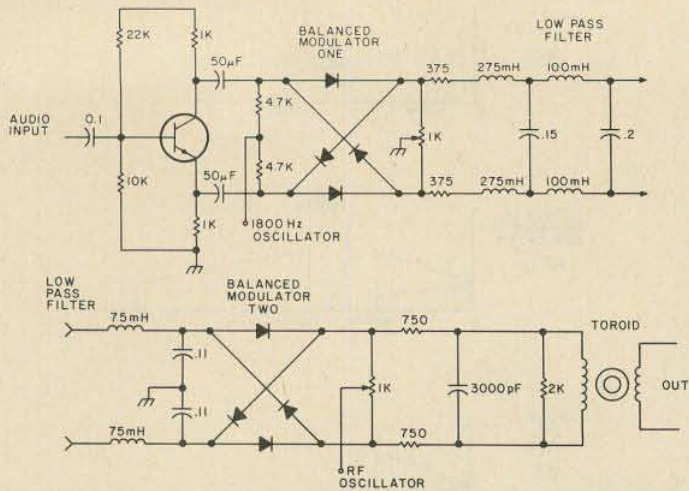 22K
1K
50µF
BALANCED
MODULATOR
ONE
LOW PASS
FILTER
375
275mH
100mH
AUDIO
INPUT
0.1
4.7K
4.7K
1K
.15
.2
10K
50µF
1K
1800 Hz
OSCILLATOR
375
275mH
100mH
LOW
PASS
FILTER
75mH
BALANCED
MODULATOR
TWO
750
TOROID
.11
.11
1K
3000pF
2K
OUT
75mH
750
RF
OSCILLATOR